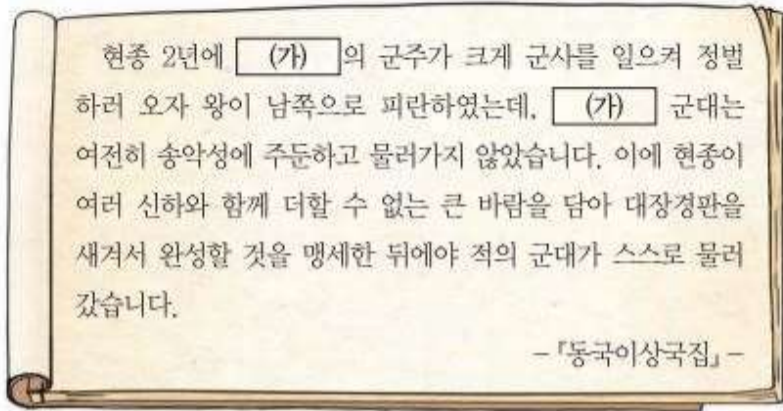 현종 2년에 (가) 의 군주가 크게 군사를 일으켜 정벌
하러 오자 왕이 남쪽으로 피란하였는데, (가) 군대는
여전히 송악성에 주둔하고 물러가지 않았습니다. 이에 현종이
여러 신하와 함께 더할 수 없는 큰 바람을 담아 대장경판을
새겨서 완성할 것을 맹세한 뒤에야 적의 군대가 스스로 물러
갔습니다.
-『동국이상국집』-